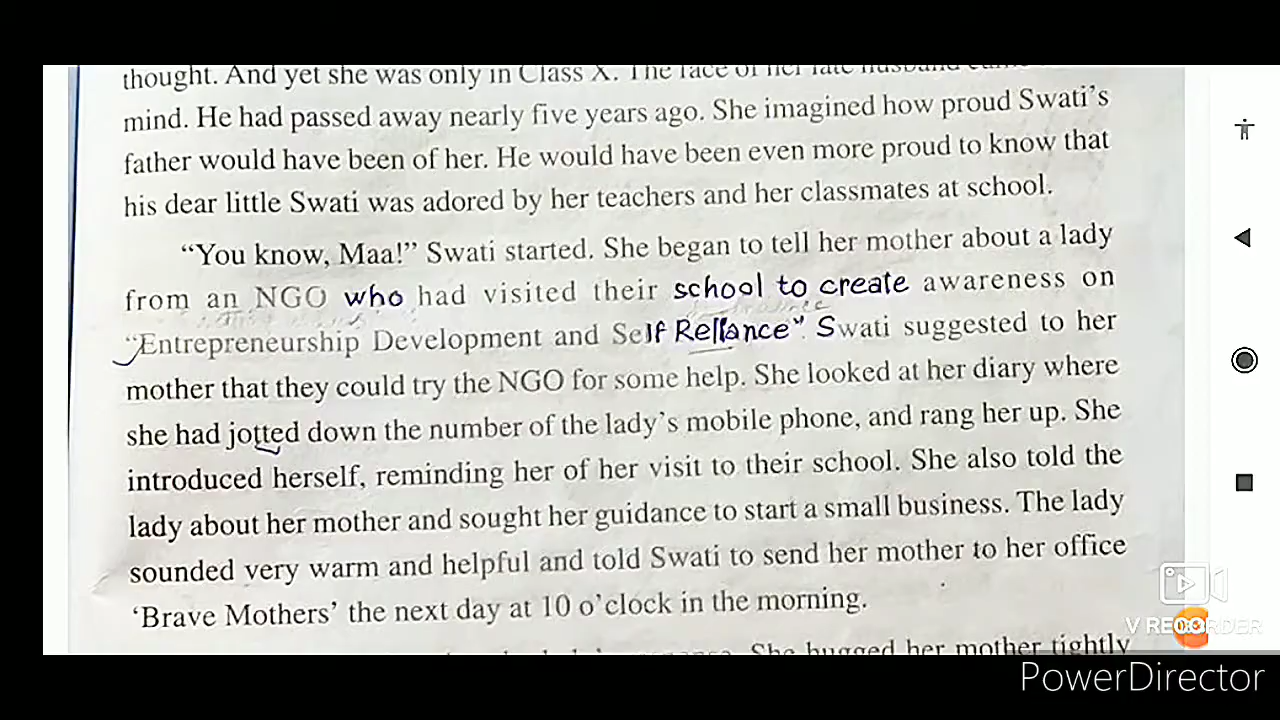 thought. And yet she was only in Class X. The face of her late husband
mind. He had passed away nearly five years ago. She imagined how proud Swati's
father would have been of her. He would have been even more proud to know that
his dear little Swati was adored by her teachers and her classmates at school.
"You know, Maa!" Swati started. She began to tell her mother about a lady
from an NGO who had visited their school to create awareness on
"Entrepreneurship Development and Self Reliance". Swati suggested to her
mother that they could try the NGO for some help. She looked at her diary where
she had jotted down the number of the lady's mobile phone, and rang her up. She
introduced herself, reminding her of her visit to their school. She also told the
lady about her mother and sought her guidance to start a small business. The lady
sounded very warm and helpful and told Swati to send her mother to her office
'Brave Mothers' the next day at 10 o'clock in the morning.
She hugged her mother tightly
V RECORDER
PowerDirector